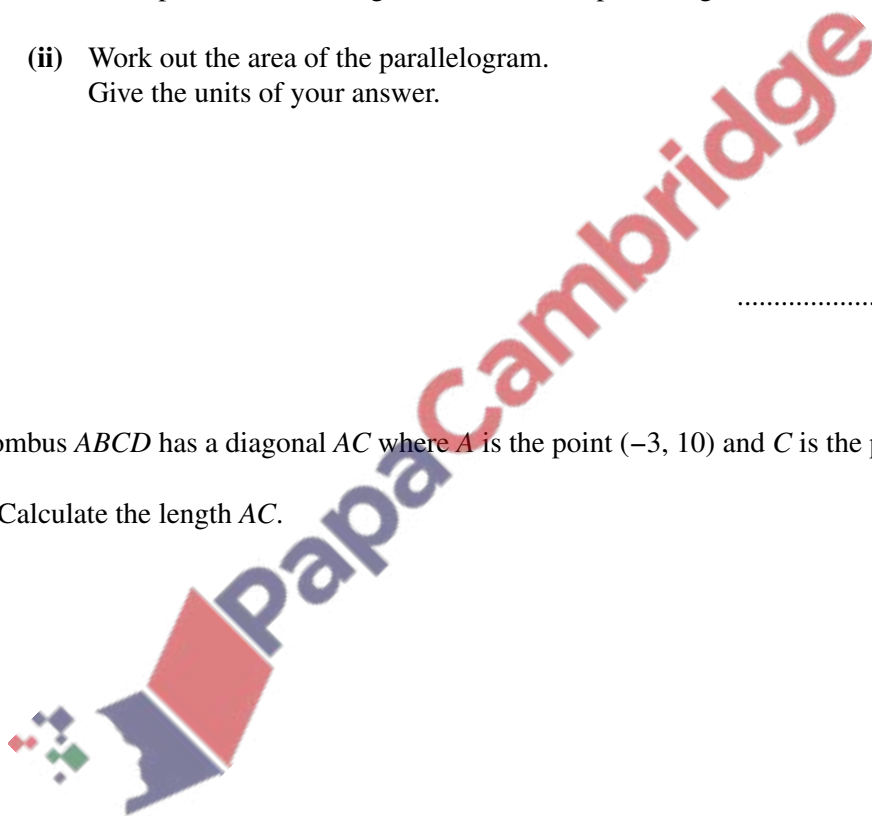 (ii) Work out the area of the parallelogram.
Give the units of your answer.
....................
ombus ABCD has a diagonal AC where A is the point (−3, 10) and C is the
Calculate the length AC.
PapaCambridge